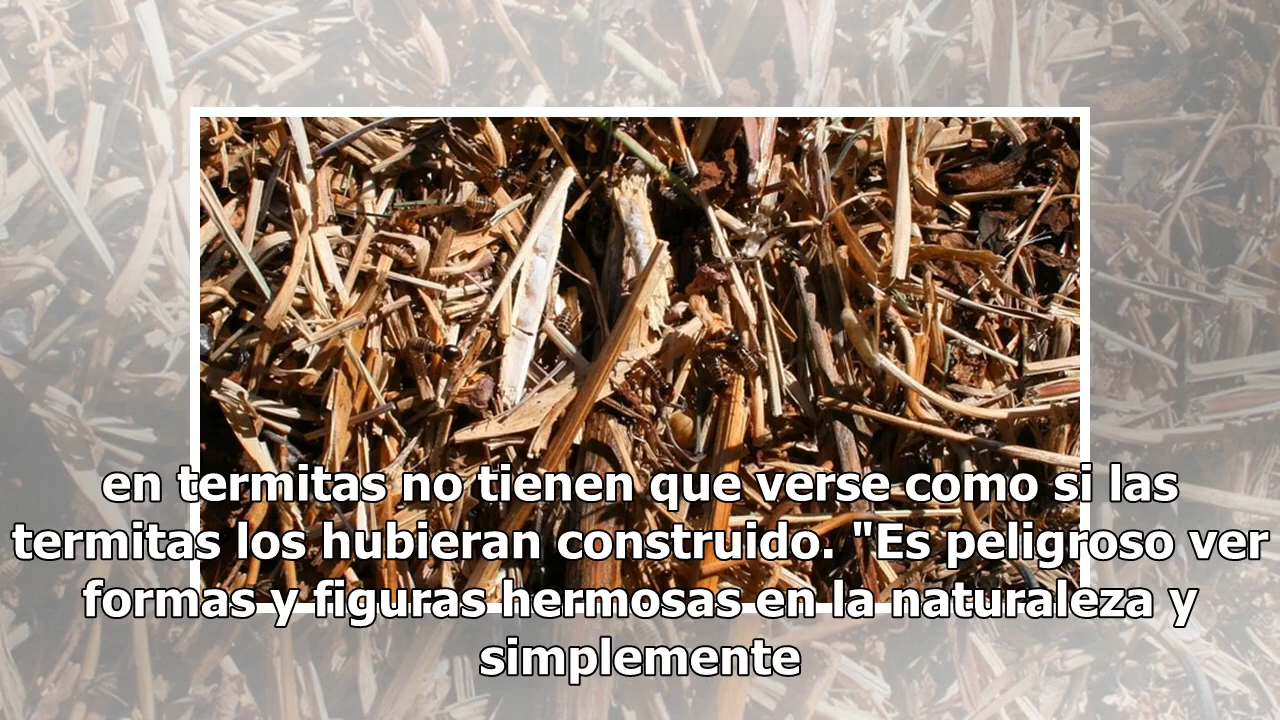 en termitas no tienen que verse como si las
termitas los hubieran construido. "Es peligroso ver
formas y figuras hermosas en la naturaleza y
simplemente